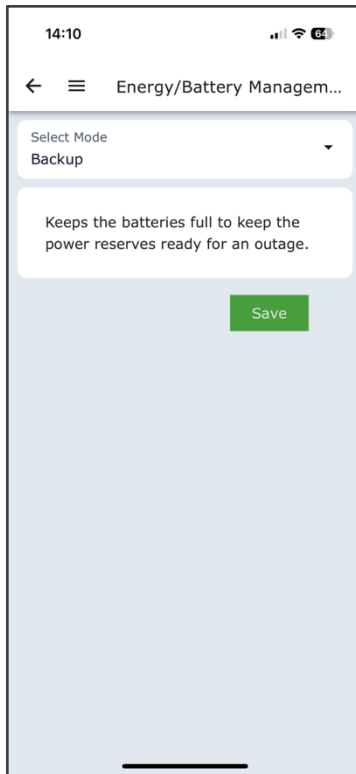 14:10
64
Energy/Battery Managem...
Select Mode
Backup
Keeps the batteries full to keep the
power reserves ready for an outage.
Save